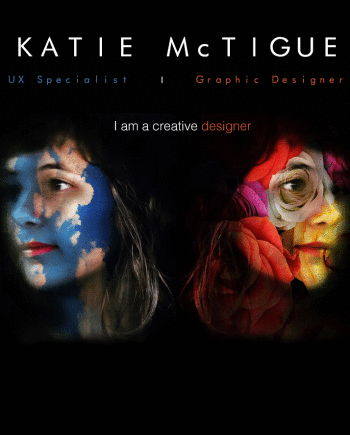 KATIE McTIGUE
UX Specialist | Graphic Designer
I am a creative designer